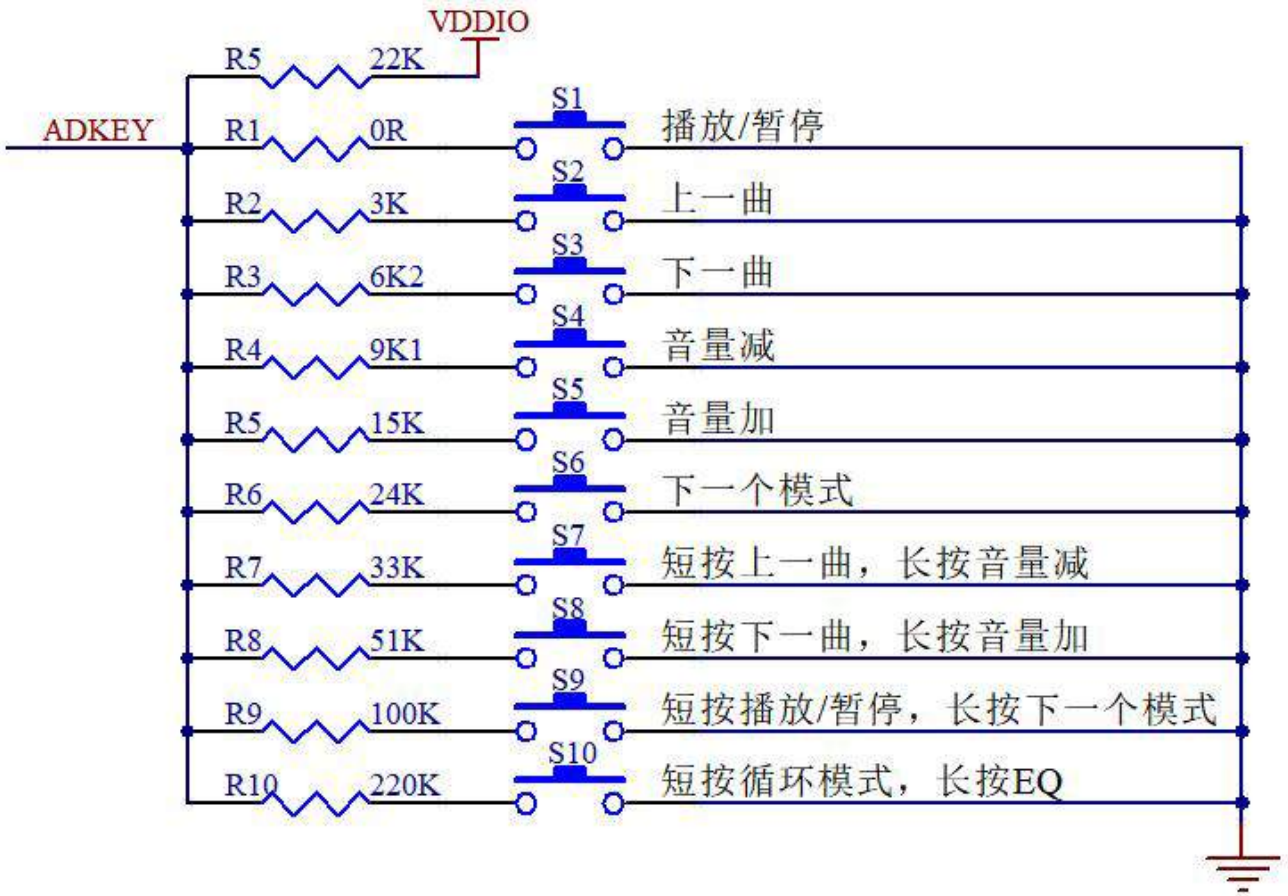 VDDIO
R5 22K
ADKEY R1 0R S1 播放/暂停
R2 3K S2 上一曲
R3 6K2 S3 下一曲
R4 9K1 S4 音量减
R5 15K S5 音量加
R6 24K S6 下一个模式
R7 33K S7 短按上一曲，长按音量减
R8 51K S8 短按下一曲，长按音量加
R9 100K S9 短按播放/暂停，长按下一个模式
R10 220K S10 短按循环模式，长按EQ